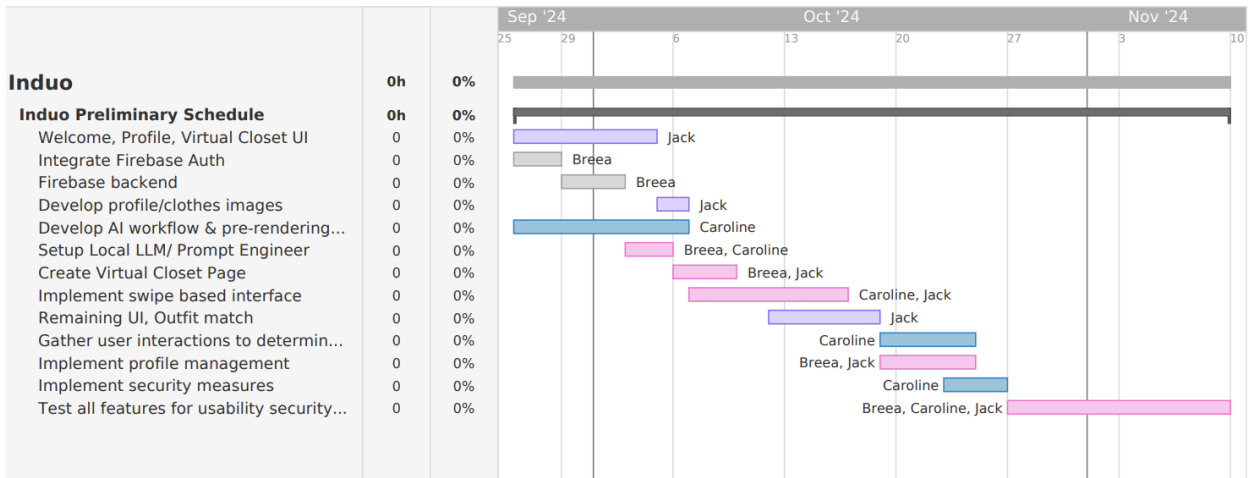 Sep '24 Oct '24 Nov '24
25 29 6 13 20 27 3 10
Induo 0h 0%
Induo Preliminary Schedule 0h 0%
Welcome, Profile, Virtual Closet UI 0 0% Jack
Integrate Firebase Auth 0 0% Breea
Firebase backend 0 0% Breea
Develop profile/clothes images 0 0% Jack
Develop AI workflow & pre-rendering... 0 0% Caroline
Setup Local LLM/ Prompt Engineer 0 0% Breea, Caroline
Create Virtual Closet Page 0 0% Breea, Jack
Implement swipe based interface 0 0% Caroline, Jack
Remaining UI, Outfit match 0 0% Jack
Gather user interactions to determin... 0 0% Caroline
Implement profile management 0 0% Breea, Jack
Implement security measures 0 0% Caroline
Test all features for usability security... 0 0% Breea, Caroline, Jack